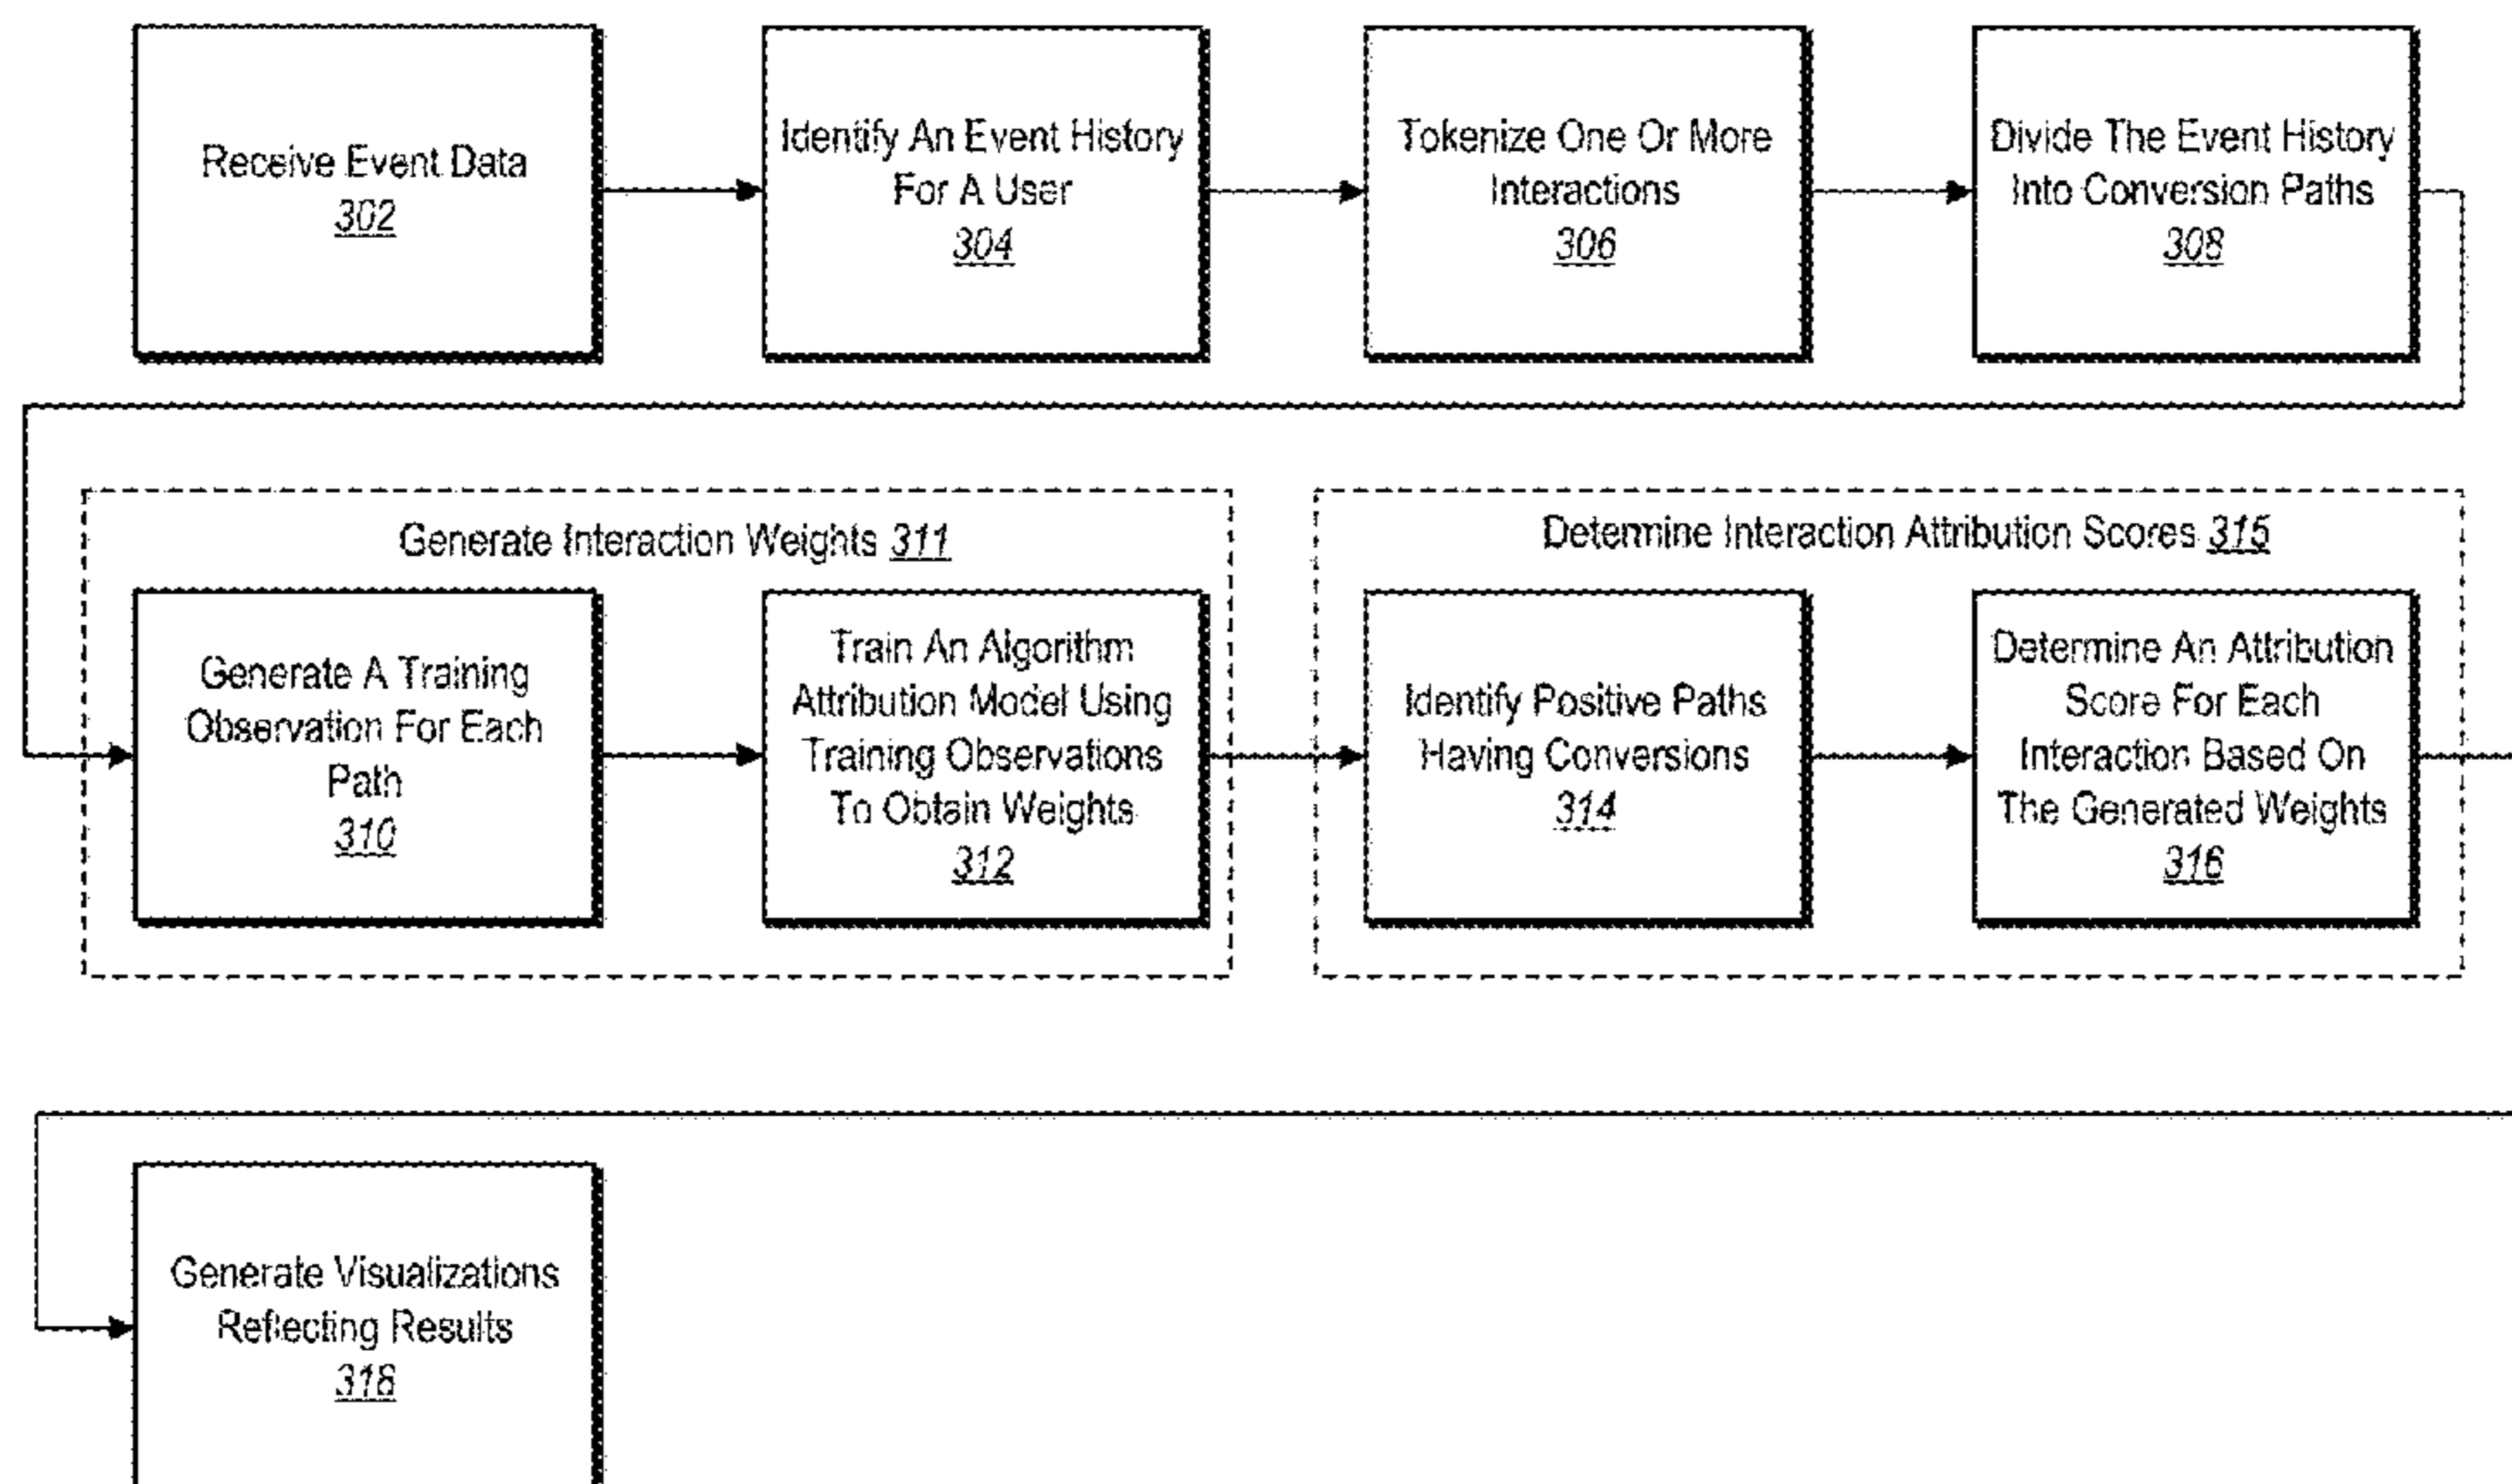 Receive Event Data
302
Identify An Event History
For A User
304
Tokenize One Or More
Interactions
306
Divide The Event History
Into Conversion Paths
308
Generate Interaction Weights 311
Generate A Training
Observation For Each
Path
310
Train An Algorithm
Attribution Model Using
Training Observations
To Obtain Weights
312
Determine Interaction Attribution Scores 315
Identify Positive Paths
Having Conversions
314
Determine An Attribution
Score For Each
Interaction Based On
The Generated Weights
316
Generate Visualizations
Reflecting Results
318